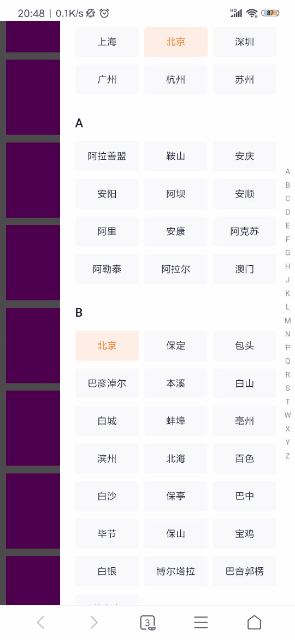 20:48 | 0.1K/s
上海 北京 深圳
广州 杭州 苏州
A
阿拉善盟 鞍山 安庆
安阳 阿坝 安顺
阿里 安康 阿克苏
阿勒泰 阿拉尔 澳门
B
北京 保定 包头
巴彦淖尔 本溪 白山
白城 蚌埠 亳州
滨州 北海 百色
白沙 保亭 巴中
毕节 保山 宝鸡
白银 博尔塔拉 巴音郭楞
A
B
C
D
E
F
G
H
J
K
L
M
N
P
Q
R
S
T
W
X
Y
Z
3